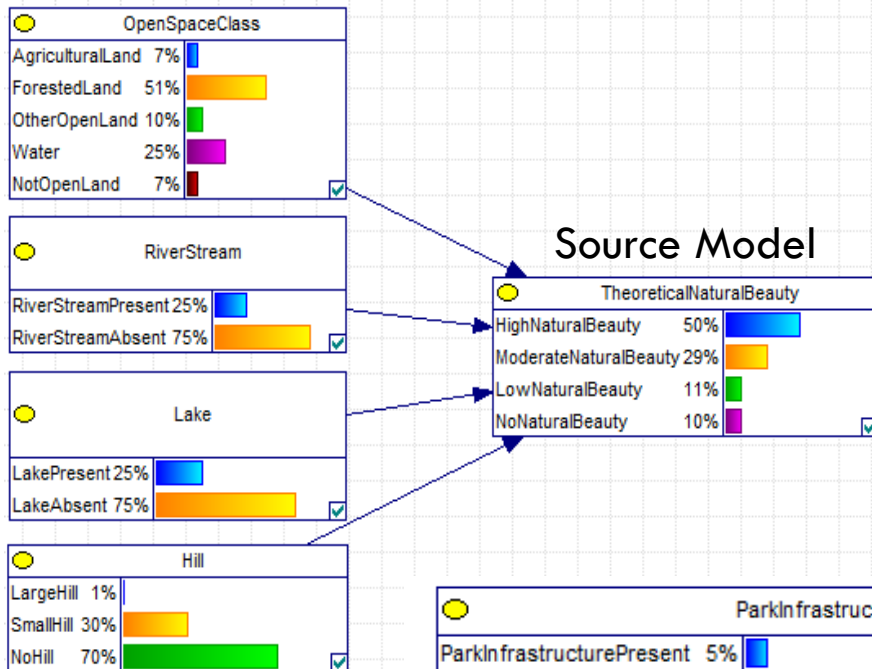 OpenSpaceClass
AgriculturalLand 7%
ForestedLand 51%
OtherOpenLand 10%
Water 25%
NotOpenLand 7%
RiverStream
RiverStreamPresent 25%
RiverStreamAbsent 75%
Lake
LakePresent 25%
LakeAbsent 75%
Hill
LargeHill 1%
SmallHill 30%
NoHill 70%
Source Model
TheoreticalNaturalBeauty
HighNaturalBeauty 50%
ModerateNaturalBeauty 29%
LowNaturalBeauty 11%
NoNaturalBeauty 10%
ParkInfrastruc
ParkInfrastructurePresent 5%